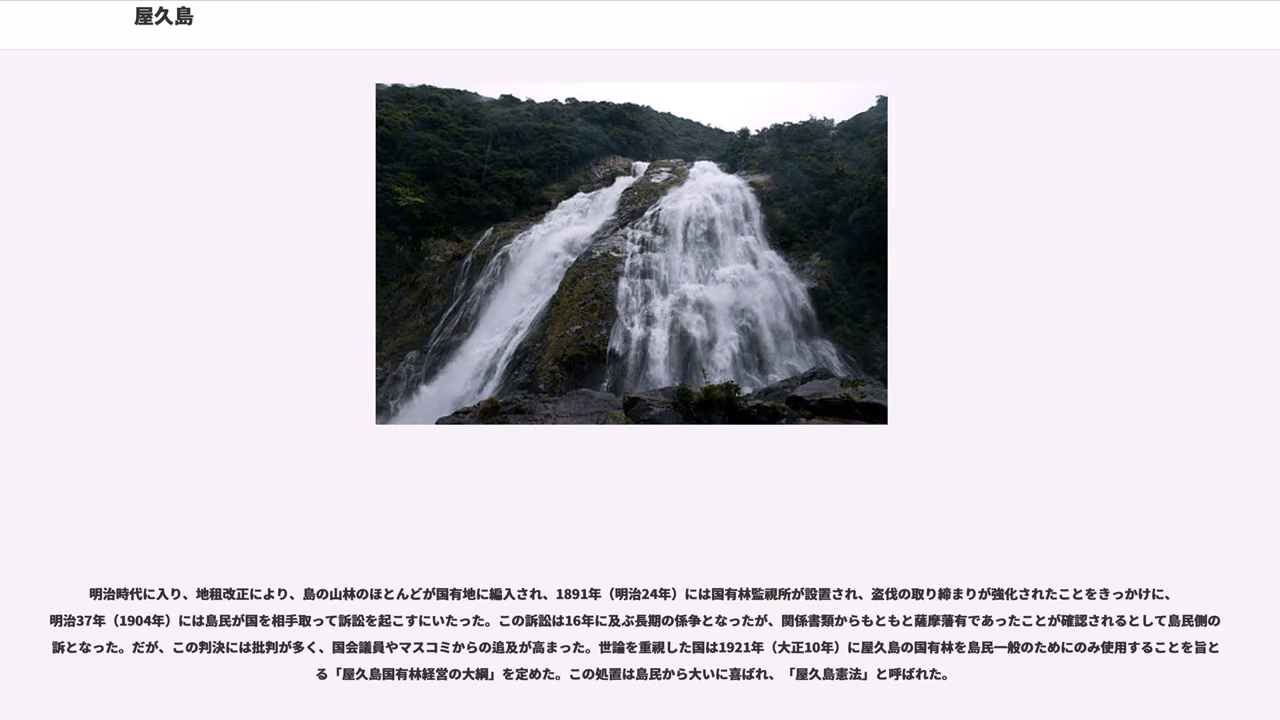 屋久島
明治時代に入り、地租改正により、島の山林のほとんどが国有地に編入され、1891年（明治24年）には国有林監視所が設置され、盗伐の取り締まりが強化されたことをきっかけに、
明治37年（1904年）には島民が国を相手取って訴訟を起こすにいたった。この訴訟は16年に及ぶ長期の係争となったが、関係書類からもともと薩摩藩有であったことが確認されるとして島民側の
訴となった。だが、この判決には批判が多く、国会議員やマスコミからの追及が高まった。世論を重視した国は1921年（大正10年）に屋久島の国有林を島民一般のためにのみ使用することを旨と
る「屋久島国有林経営の大綱」を定めた。この処置は島民から大いに喜ばれ、「屋久島憲法」と呼ばれた。